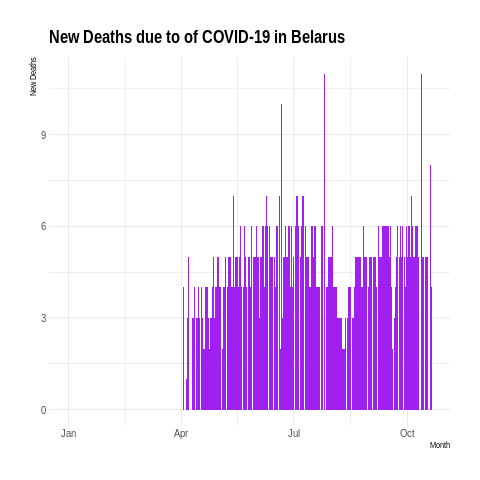 New Deaths due to of COVID-19 in Belarus
New Deaths
9
6
3
0
Jan Apr Jul Oct
Month